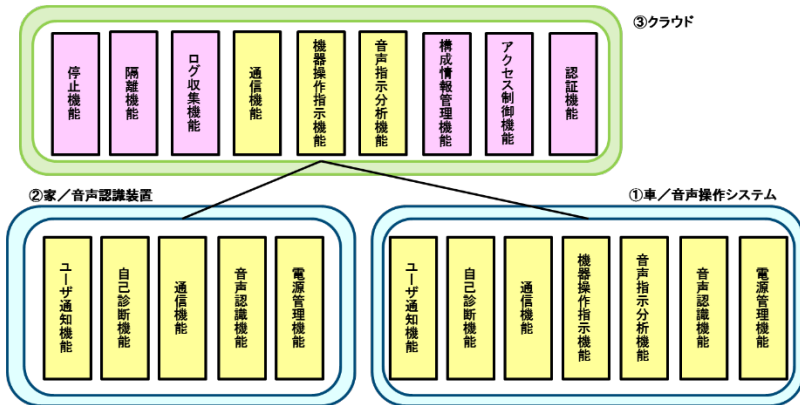 ③クラウド
停止機能
隔離機能
ログ収集機能
通信機能
機器操作指示機能
音声指示分析機能
構成情報管理機能
アクセス制御機能
認証機能
②家／音声認識装置
①車／音声操作システム
ユーザ通知機能
自己診断機能
通信機能
音声認識機能
電源管理機能
ユーザ通知機能
自己診断機能
通信機能
機器操作指示機能
音声指示分析機能
音声認識機能
電源管理機能